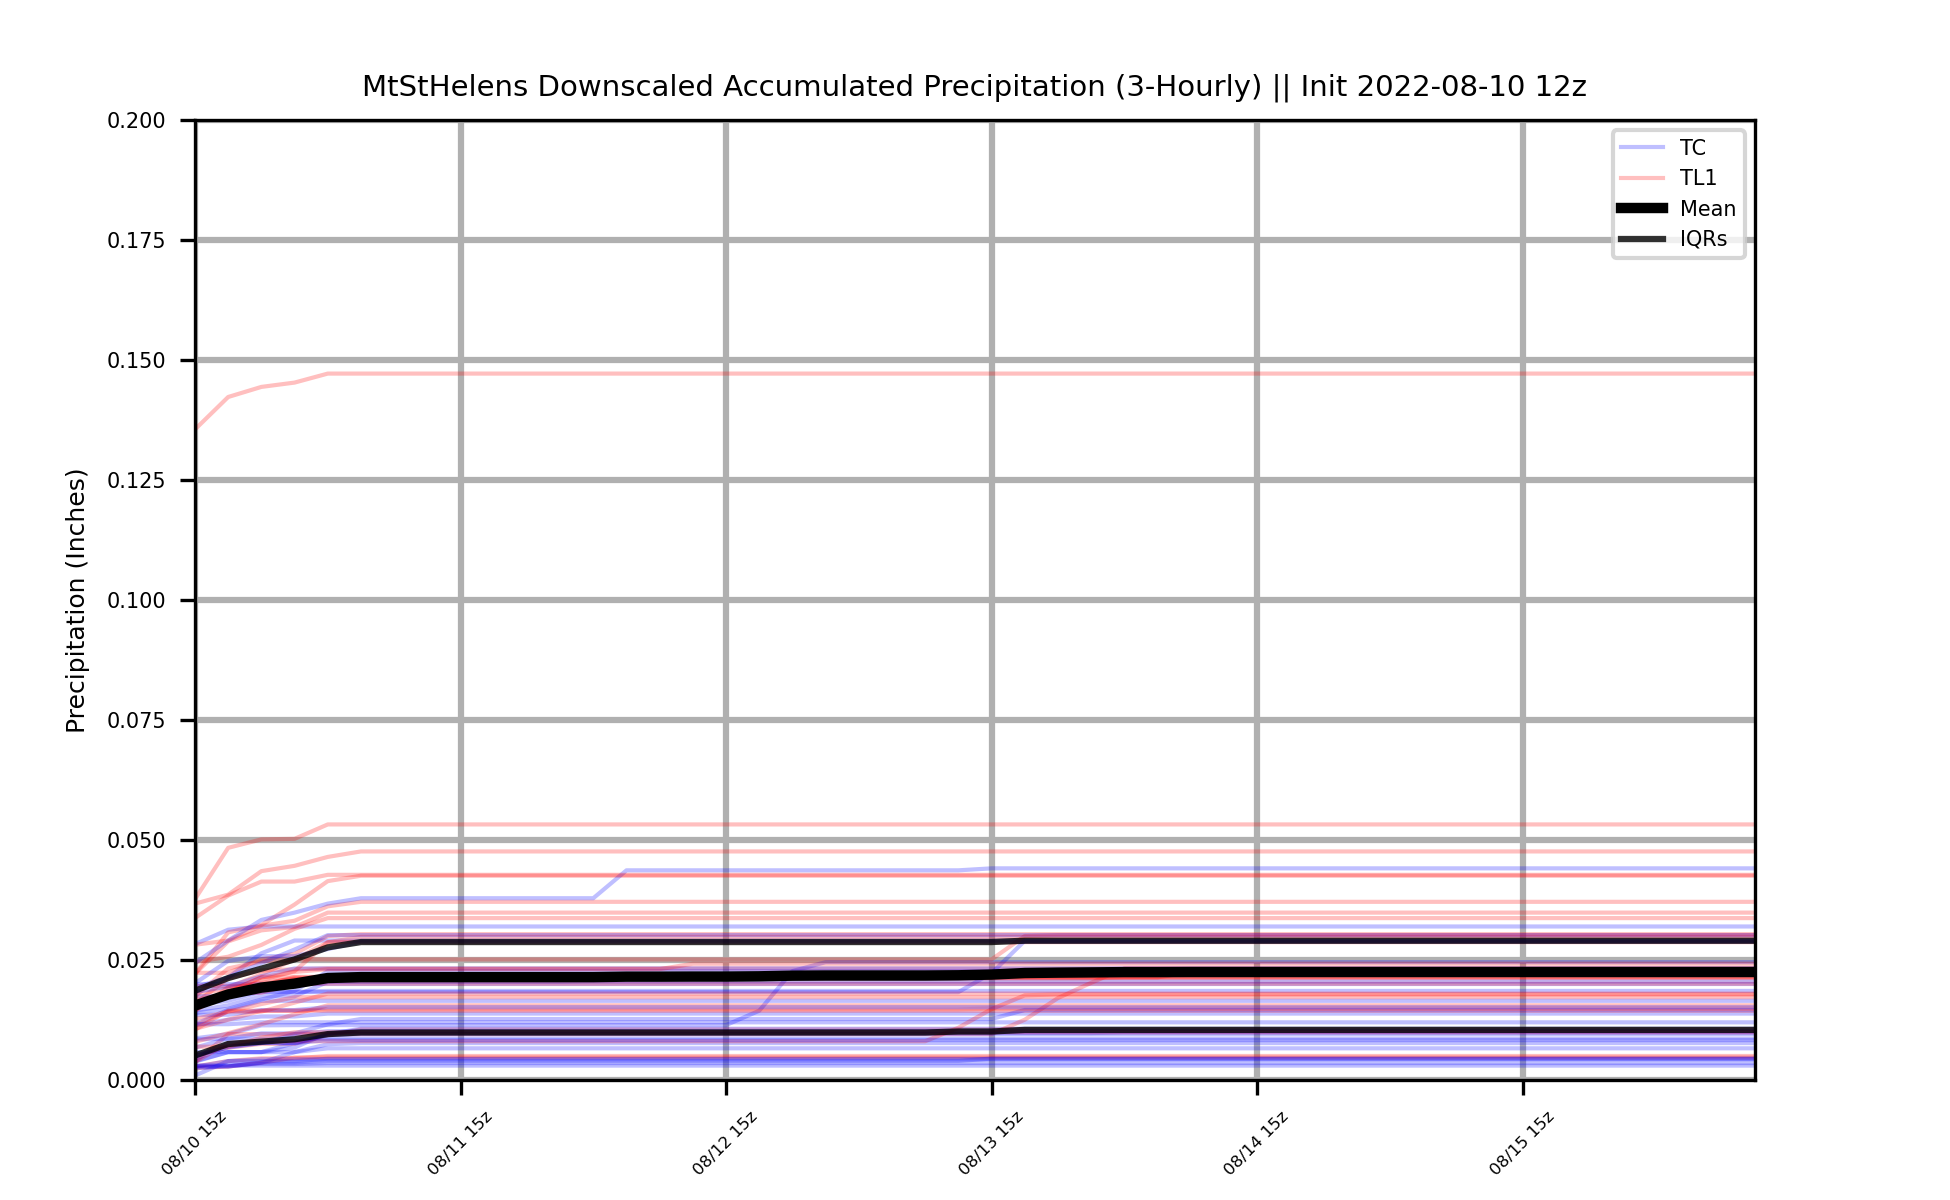 MtStHelens Downscaled Accumulated Precipitation (3-Hourly) || Init 2022-08-10 12z
TC
TL1
Mean
IQRs
Precipitation (Inches)
0.200
0.175
0.150
0.125
0.100
0.075
0.050
0.025
0.000
08/10 15z
08/11 15z
08/12 15z
08/13 15z
08/14 15z
08/15 15z